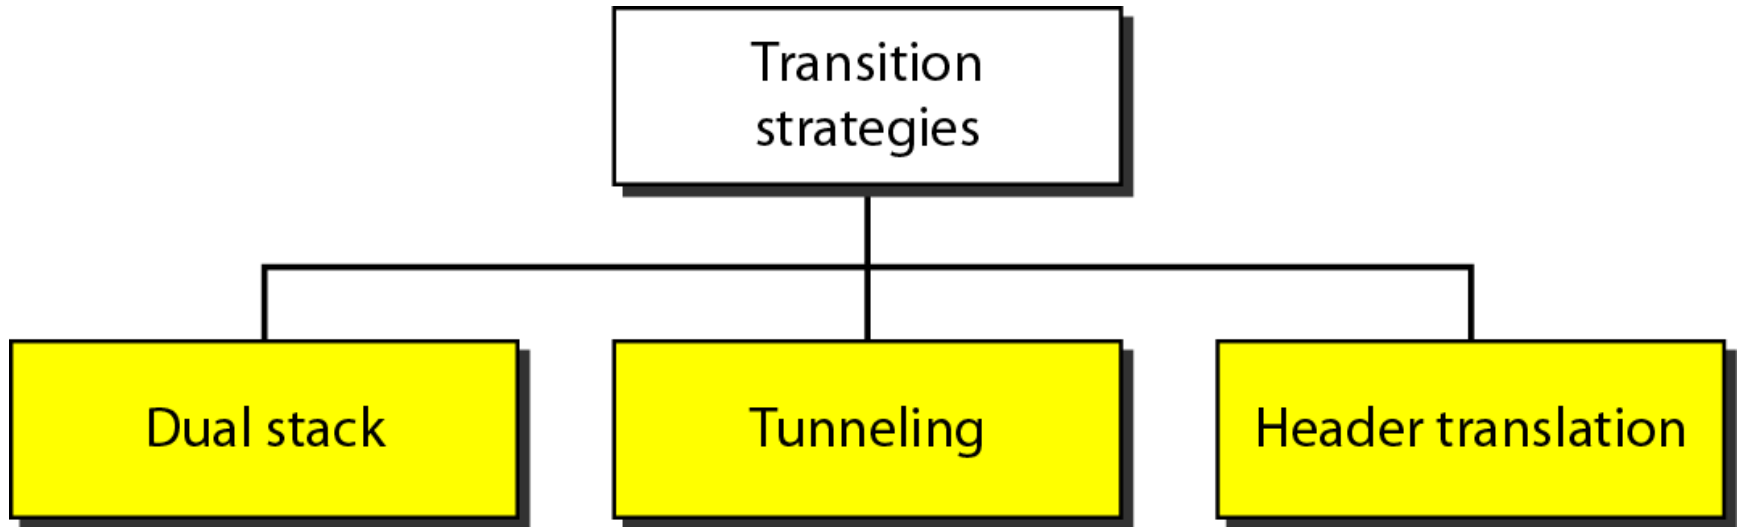 Transition
strategies
Dual stack
Tunneling
Header translation